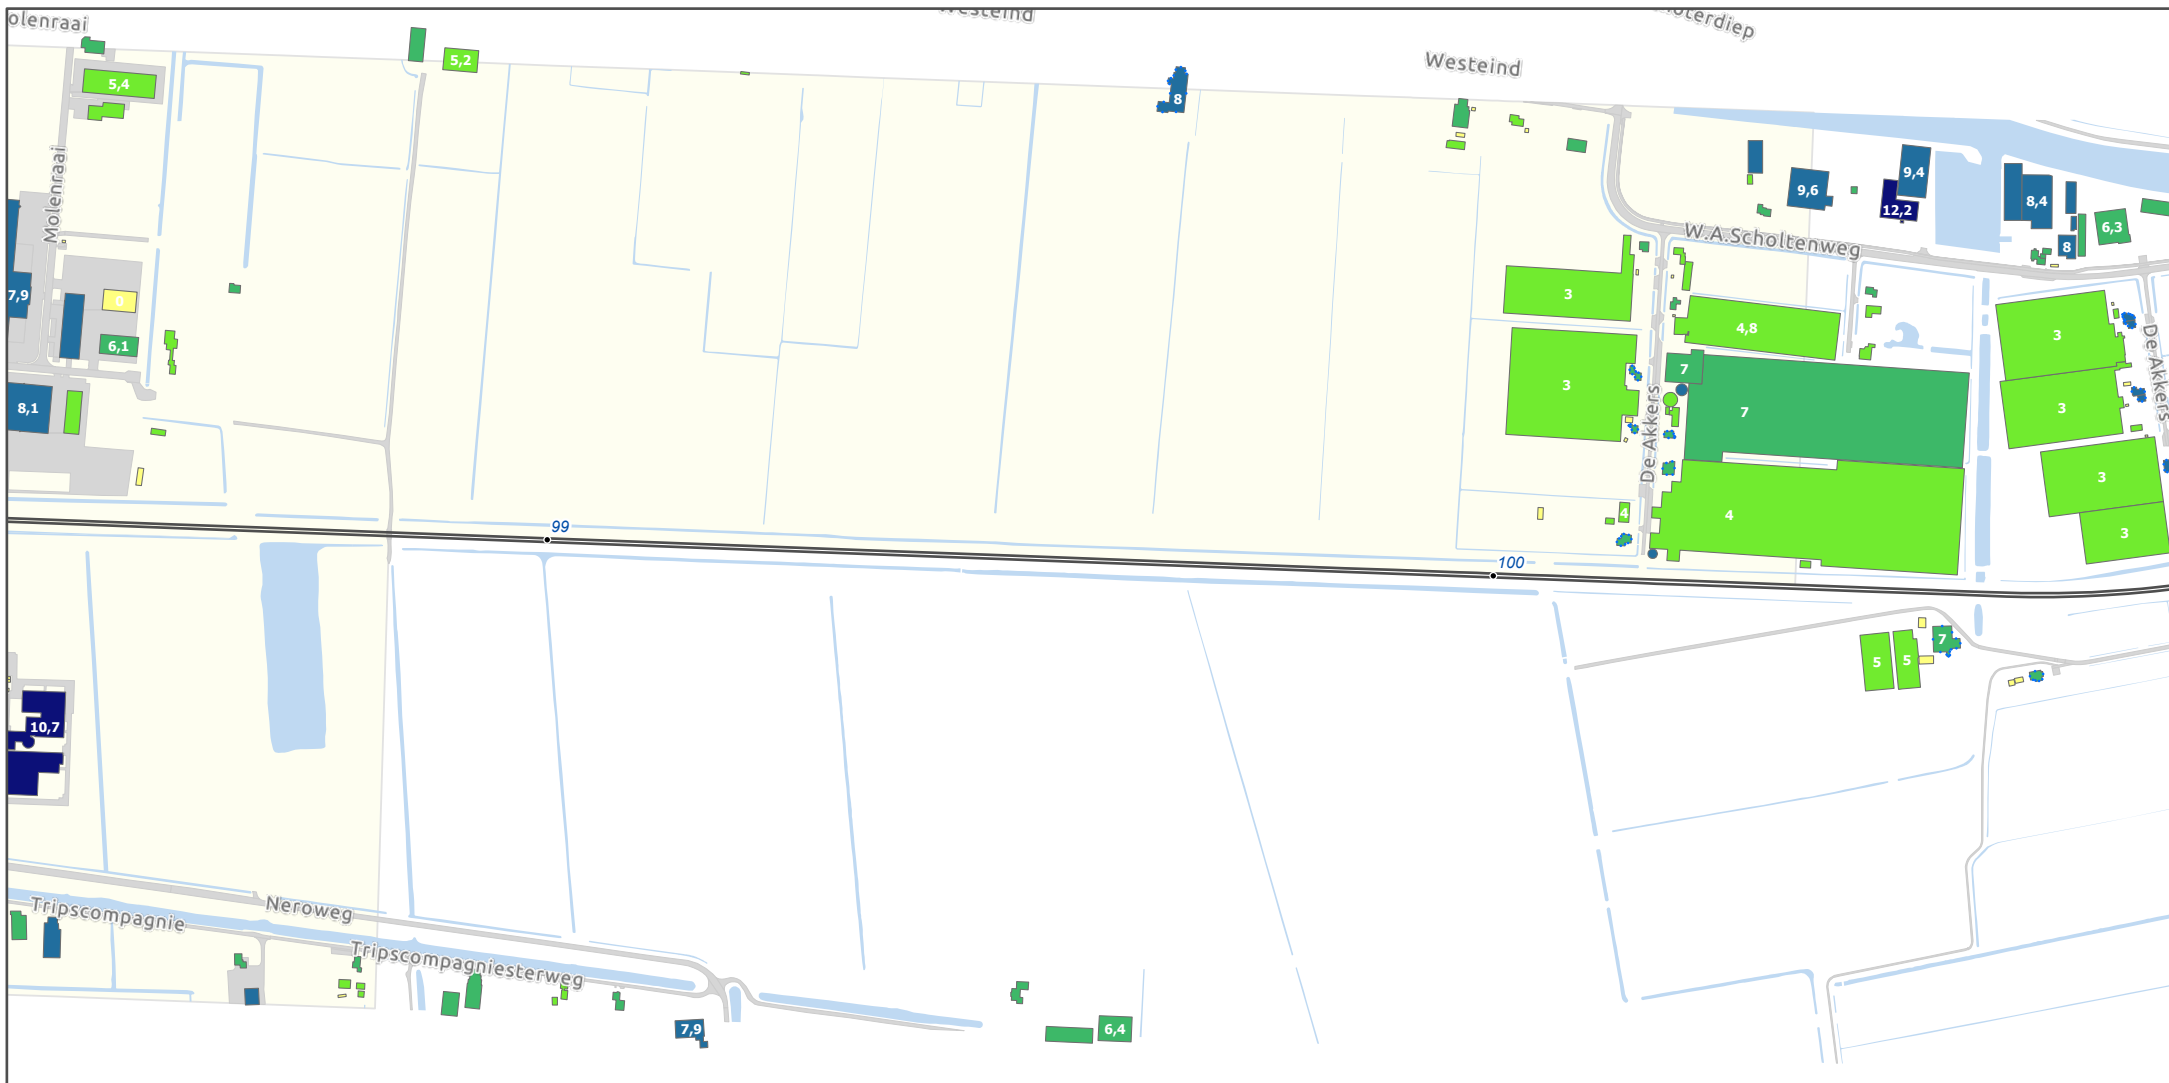 olenraai
Westeind
oterdiep
5,2
5,4
Westeind
8
Molenraai
9,4
9,6
12,2
8,4
6,3
8
W.A.Scholtenweg
7,9
0
6,1
3
4,8
3
De Akkers
3
7
7
3
8,1
De Akkers
3
4
4
3
99
100
7
5
5
10,7
Neroweg
Tripscompagnie
Tripscompagniesterweg
7,9
6,4